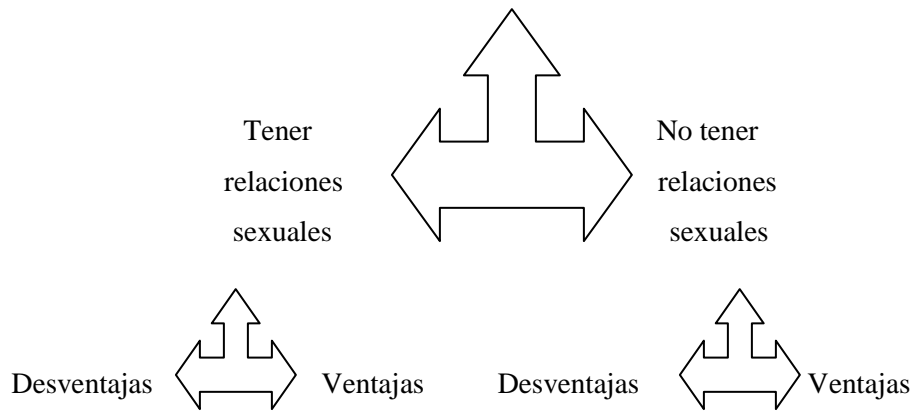 Tener
relaciones
sexuales
No tener
relaciones
sexuales
Desventajas
Ventajas
Desventajas
Ventajas